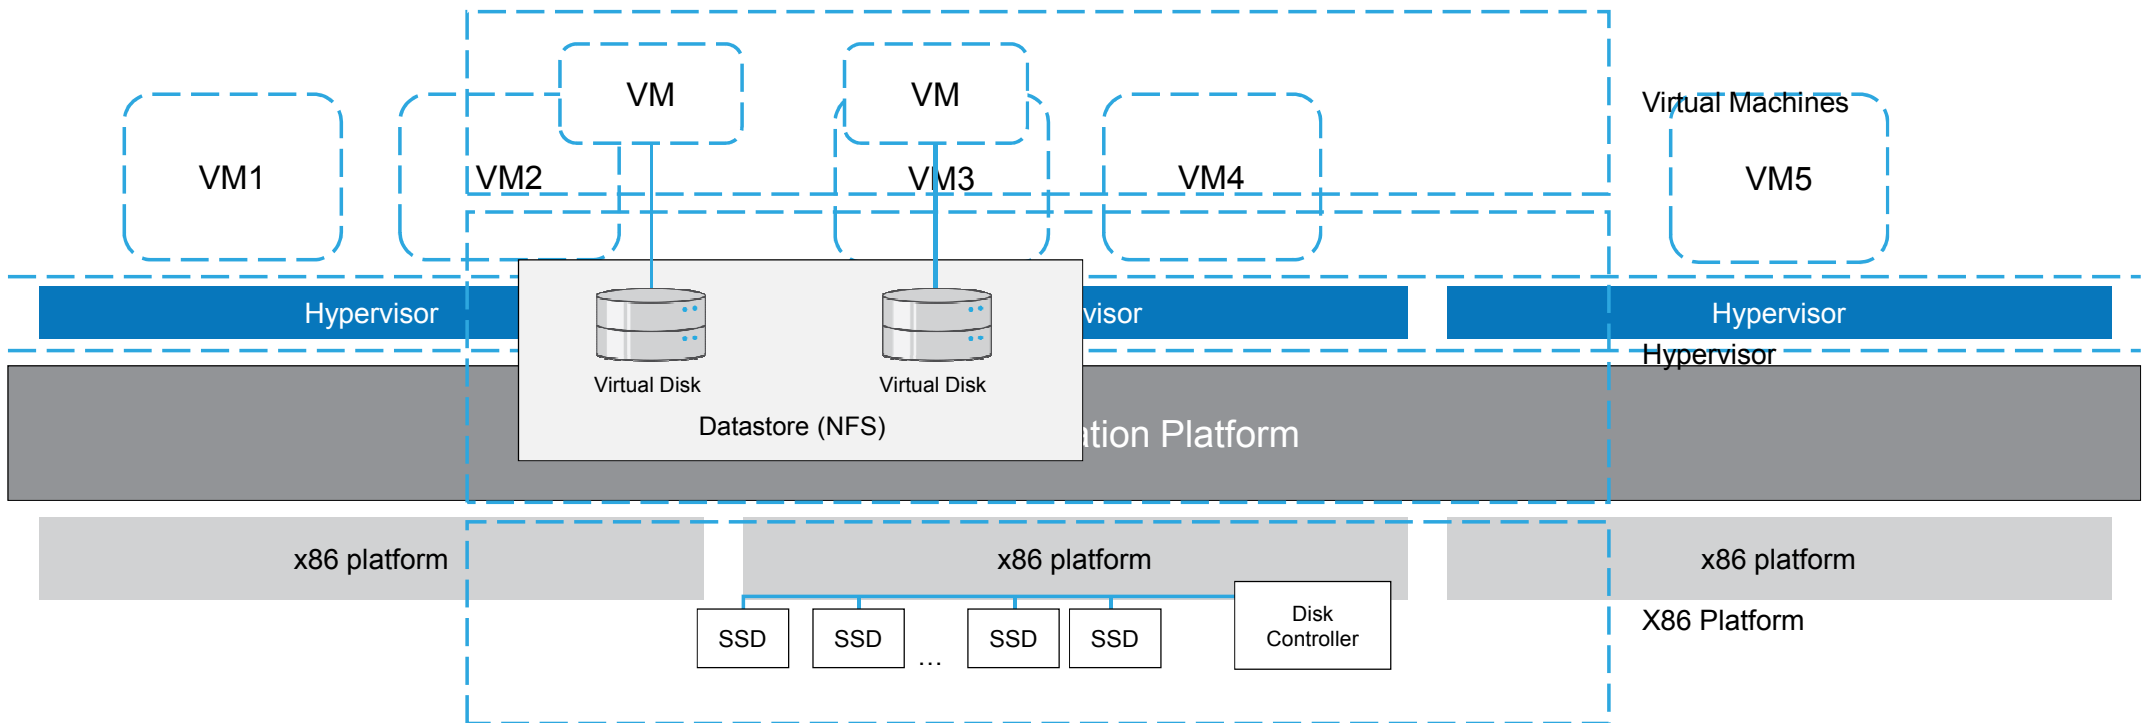 VM
VM
Virtual Machines
VM1
VM2
VM3
VM4
VM5
Hypervisor
visor
Hypervisor
Hypervisor
Virtual Disk
Virtual Disk
Datastore (NFS)
ation Platform
x86 platform
x86 platform
x86 platform
SSD
SSD
...
SSD
SSD
Disk
Controller
X86 Platform